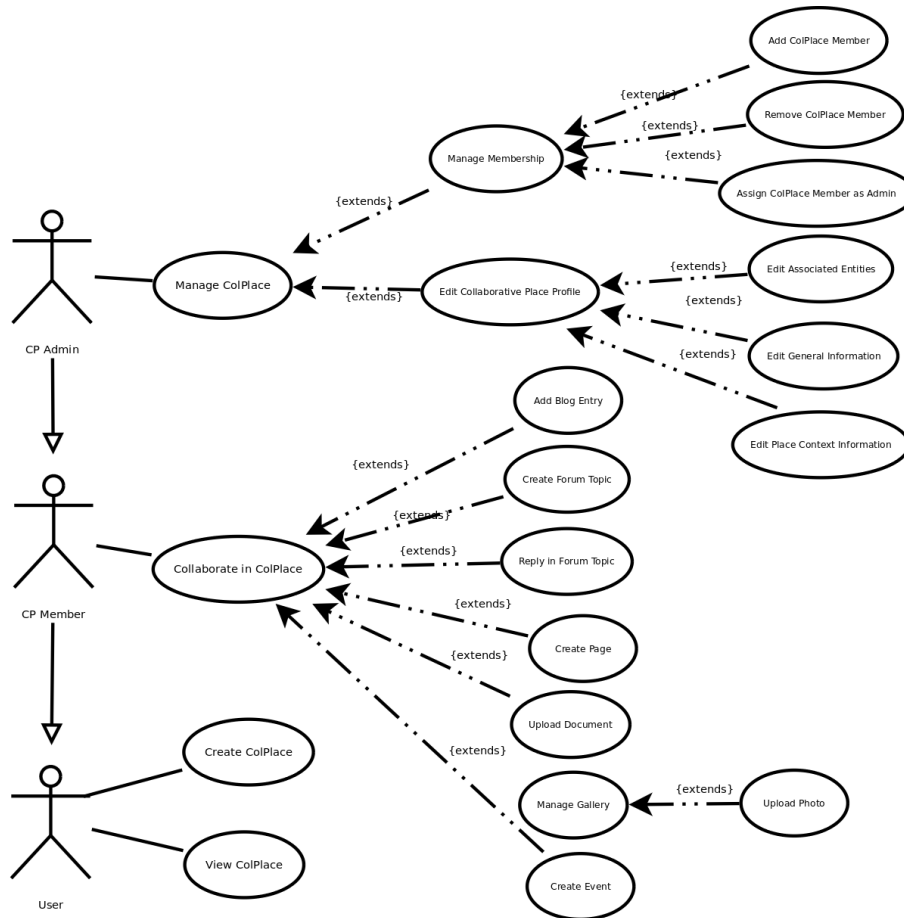 Add ColPlace Member
{extends}
Remove ColPlace Member
{extends}
Manage Membership
{extends}
Assign ColPlace Member as Admin
{extends}
Manage ColPlace
{extends}
Edit Collaborative Place Profile
{extends}
Edit Associated Entities
{extends}
Edit General Information
{extends}
Edit Place Context Information
CP Admin
Add Blog Entry
{extends}
Create Forum Topic
{extends}
Collaborate in ColPlace
{extends}
Reply in Forum Topic
CP Member
{extends}
Create Page
{extends}
Upload Document
{extends}
Create ColPlace
Manage Gallery
{extends}
Upload Photo
View ColPlace
Create Event
User